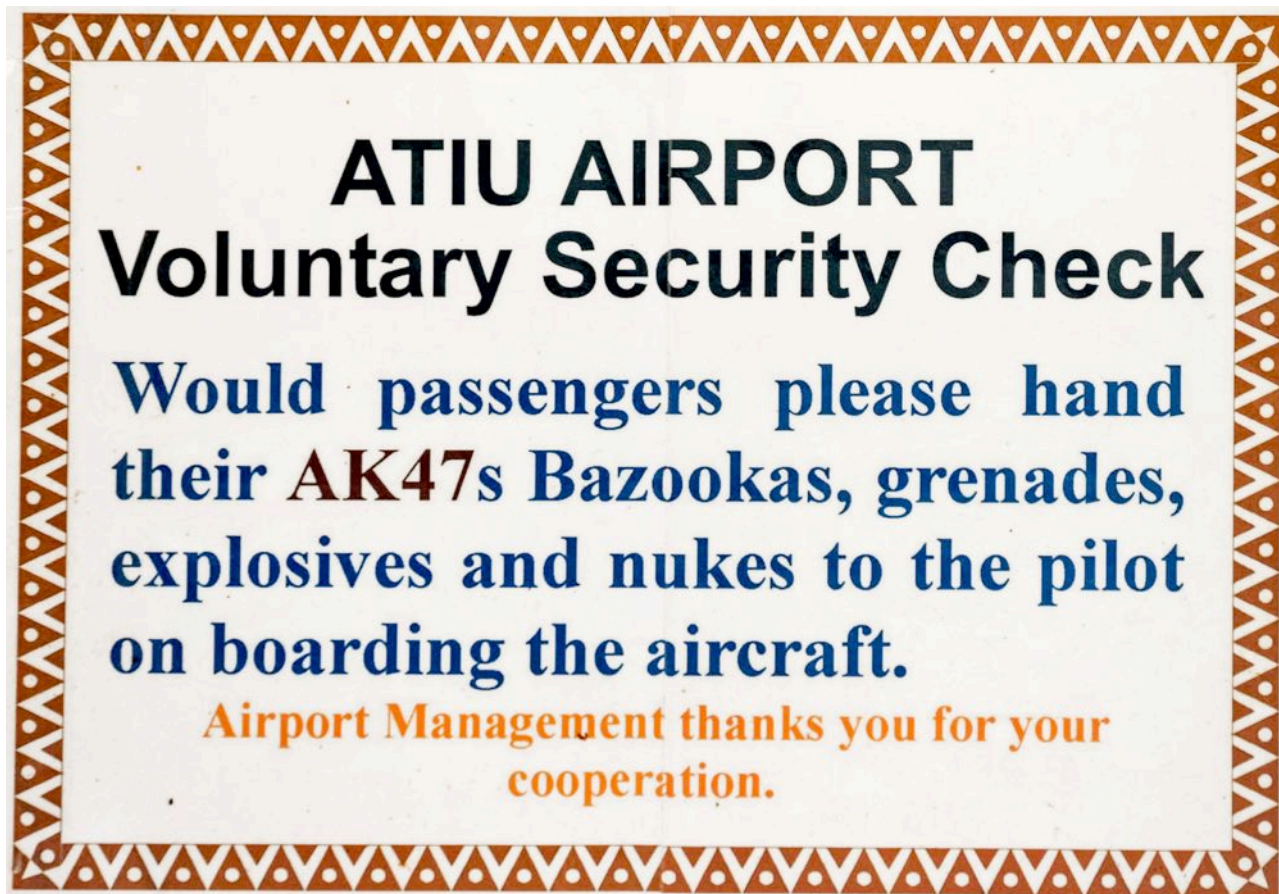 ATIU AIRPORT
Voluntary Security Check
Would passengers please hand
their AK47s Bazookas, grenades,
explosives and nukes to the pilot
on boarding the aircraft.
Airport Management thanks you for your
cooperation.